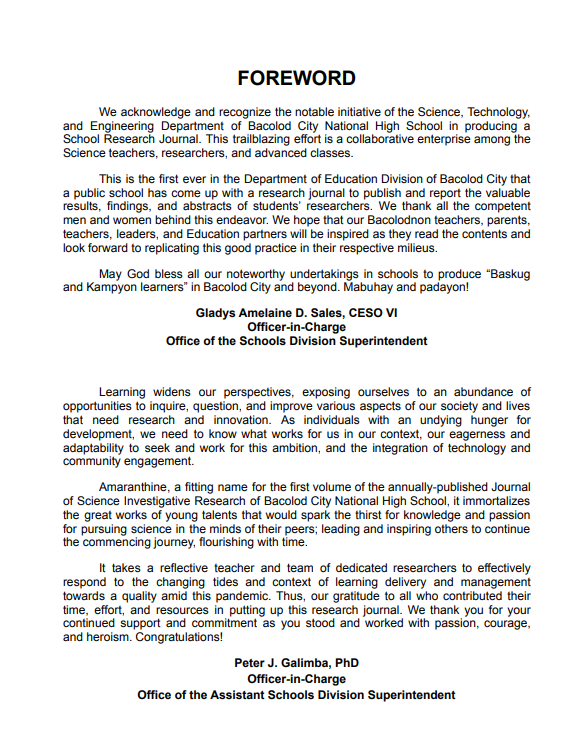 FOREWORD
We acknowledge and recognize the notable initiative of the Science, Technology,
and Engineering Department of Bacolod City National High School in producing a
School Research Journal. This trailblazing effort is a collaborative enterprise among the
Science teachers, researchers, and advanced classes.
This is the first ever in the Department of Education Division of Bacolod City that
a public school has come up with a research journal to publish and report the valuable
results, findings, and abstracts of students’ researchers. We thank all the competent
men and women behind this endeavor. We hope that our Bacolodnon teachers, parents,
teachers, leaders, and Education partners will be inspired as they read the contents and
look forward to replicating this good practice in their respective milieus.
May God bless all our noteworthy undertakings in schools to produce “Baskug
and Kampyon learners” in Bacolod City and beyond. Mabuhay and padayon!
Gladys Amelaine D. Sales, CESO VI
Officer-in-Charge
Office of the Schools Division Superintendent
Learning widens our perspectives, exposing ourselves to an abundance of
opportunities to inquire, question, and improve various aspects of our society and lives
that need research and innovation. As individuals with an undying hunger for
development, we need to know what works for us in our context, our eagerness and
adaptability to seek and work for this ambition, and the integration of technology and
community engagement.
Amaranthine, a fitting name for the first volume of the annually-published Journal
of Science Investigative Research of Bacolod City National High School, it immortalizes
the great works of young talents that would spark the thirst for knowledge and passion
for pursuing science in the minds of their peers; leading and inspiring others to continue
the commencing journey, flourishing with time.
It takes a reflective teacher and team of dedicated researchers to effectively
respond to the changing tides and context of learning delivery and management
towards a quality amid this pandemic. Thus, our gratitude to all who contributed their
time, effort, and resources in putting up this research journal. We thank you for your
continued support and commitment as you stood and worked with passion, courage,
and heroism. Congratulations!
Peter J. Galimba, PhD
Officer-in-Charge
Office of the Assistant Schools Division Superintendent